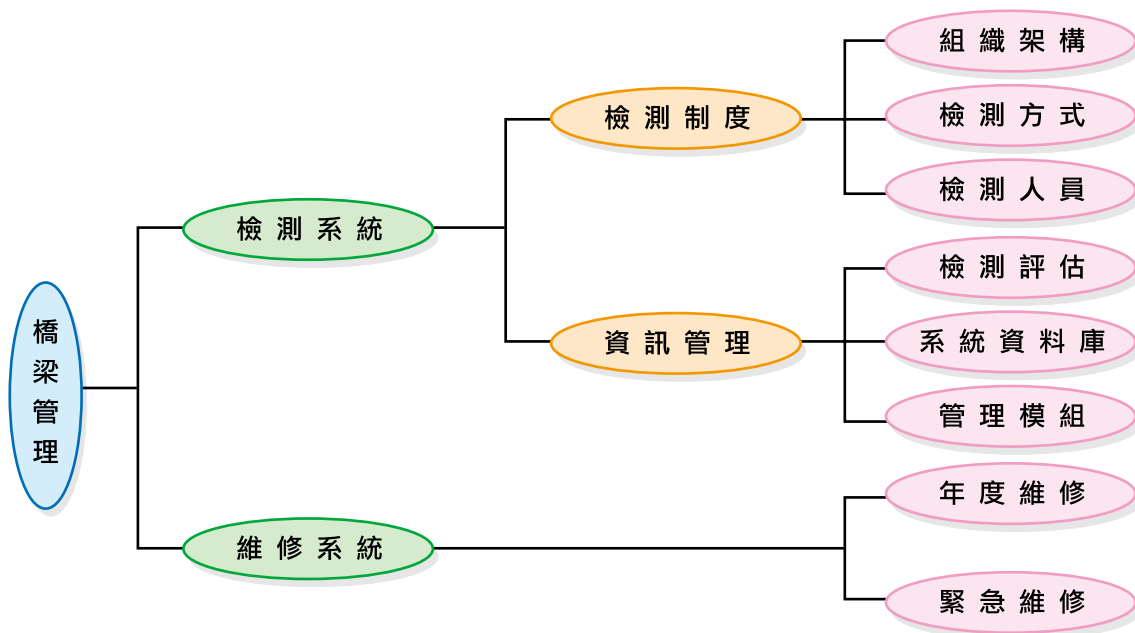 橋梁管理
檢測系統
維修系統
檢測制度
資訊管理
組織架構
檢測方式
檢測人員
檢測評估
系統資料庫
管理模組
年度維修
緊急維修